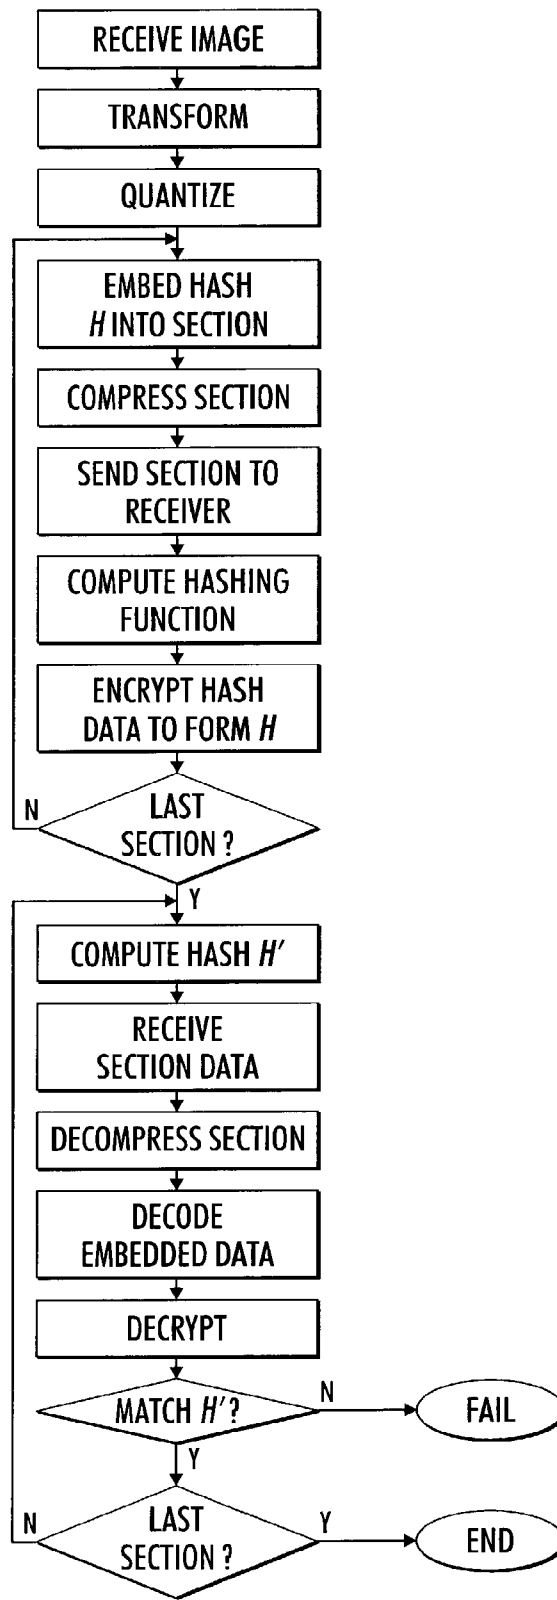 RECEIVE IMAGE
TRANSFORM
QUANTIZE
EMBED HASH
H INTO SECTION
COMPRESS SECTION
SEND SECTION TO
RECEIVER
COMPUTE HASHING
FUNCTION
ENCRYPT HASH
DATA TO FORM H
N
LAST
SECTION ?
Y
COMPUTE HASH H'
RECEIVE
SECTION DATA
DECOMPRESS SECTION
DECODE
EMBEDDED DATA
DECRYPT
MATCH H' ?
N
FAIL
Y
N
LAST
SECTION ?
Y
END